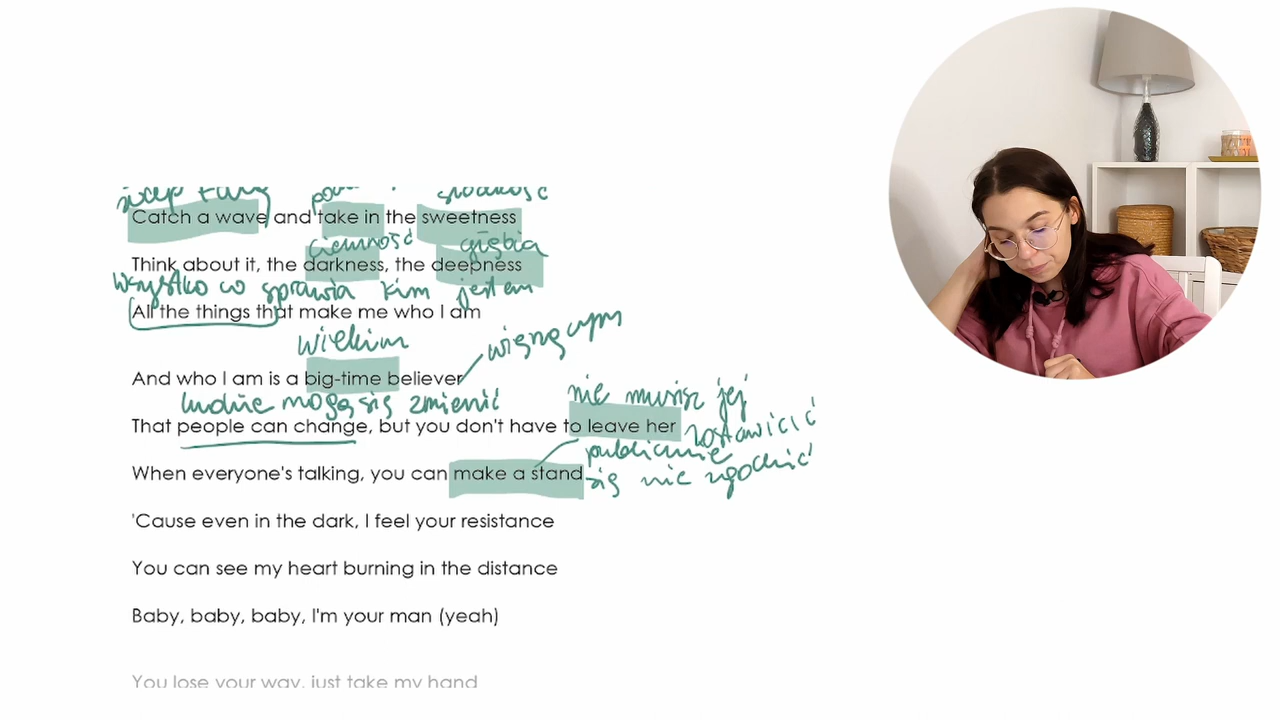 słodkość
Catch a wave and take in the sweetness
ciemność głębia
Think about it, the darkness, the deepness
wszystko co sprawia kim jestem
All the things that make me who I am
wielkim wierzącym
And who I am is a big-time believer
ludzie mogą się zmienić nie musisz jej
That people can change, but you don't have to leave her zostawić
publicznie
When everyone's talking, you can make a stand się nie zgodzić
'Cause even in the dark, I feel your resistance
You can see my heart burning in the distance
Baby, baby, baby, I'm your man (yeah)
You lose your way, just take my hand